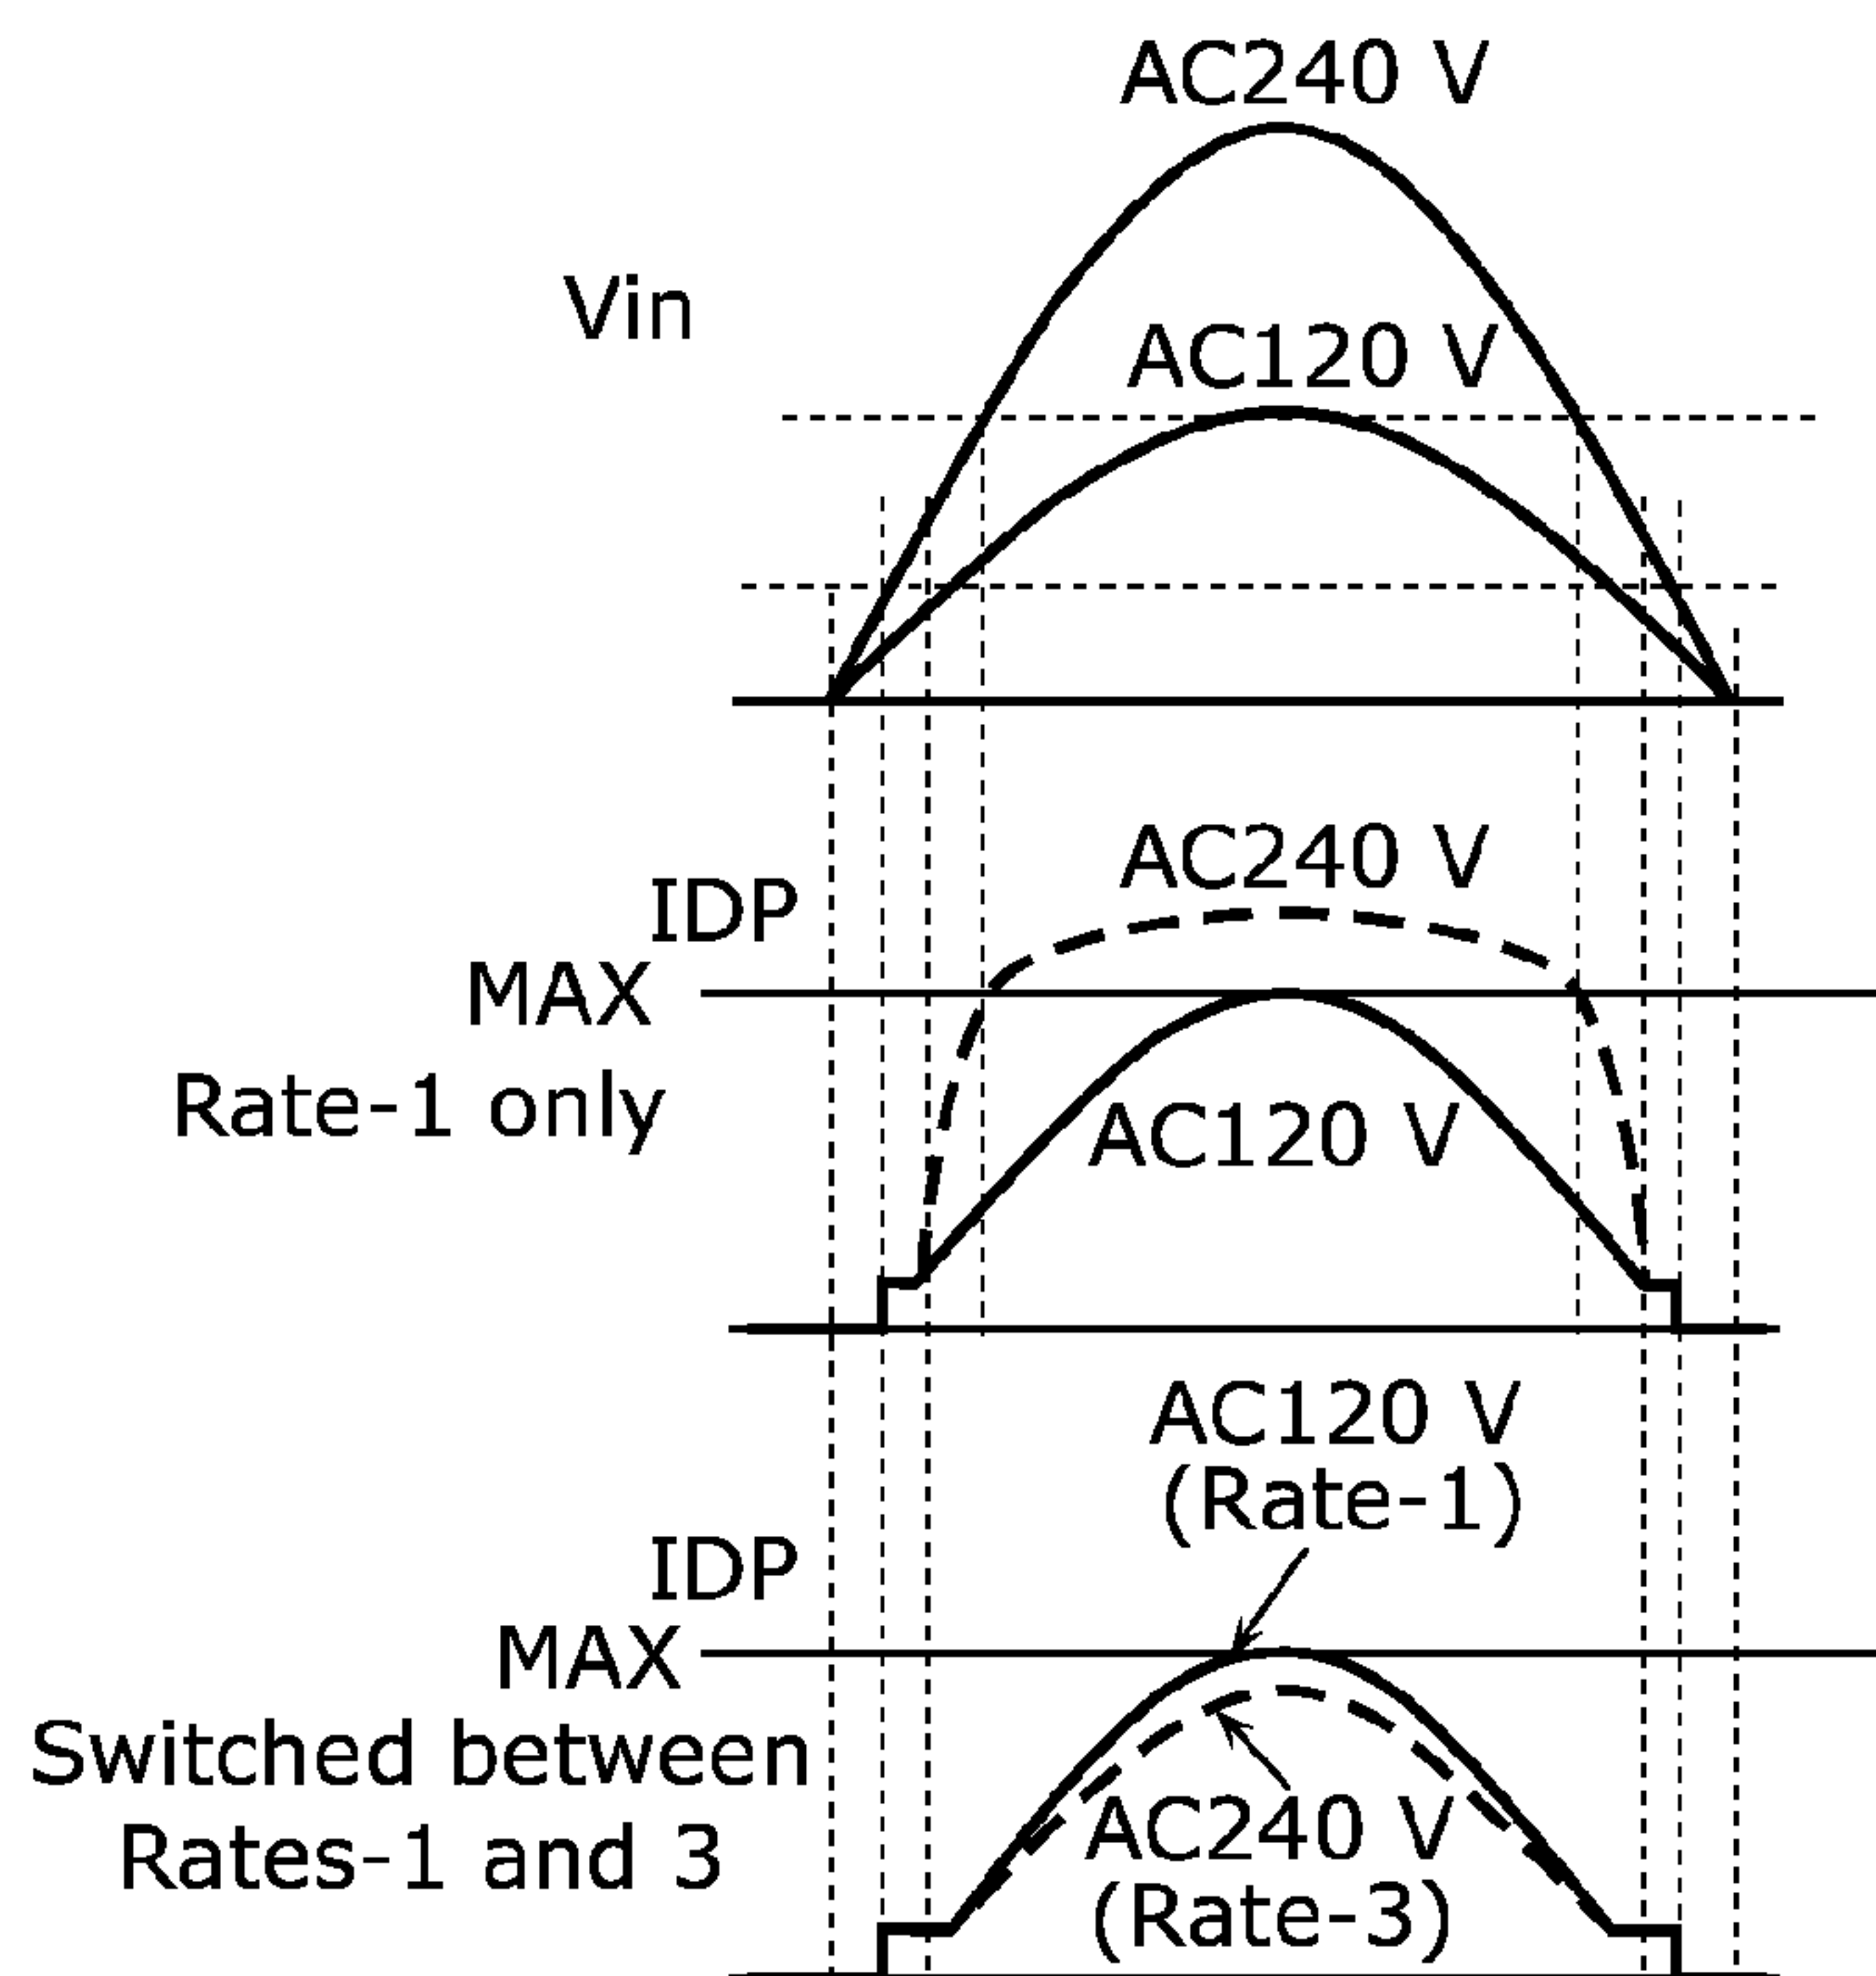 AC240 V
Vin
AC120 V
AC240 V
IDP
MAX
Rate-1 only
AC120 V
AC120 V
(Rate-1)
IDP
MAX
Switched between
Rates-1 and 3
AC240 V
(Rate-3)